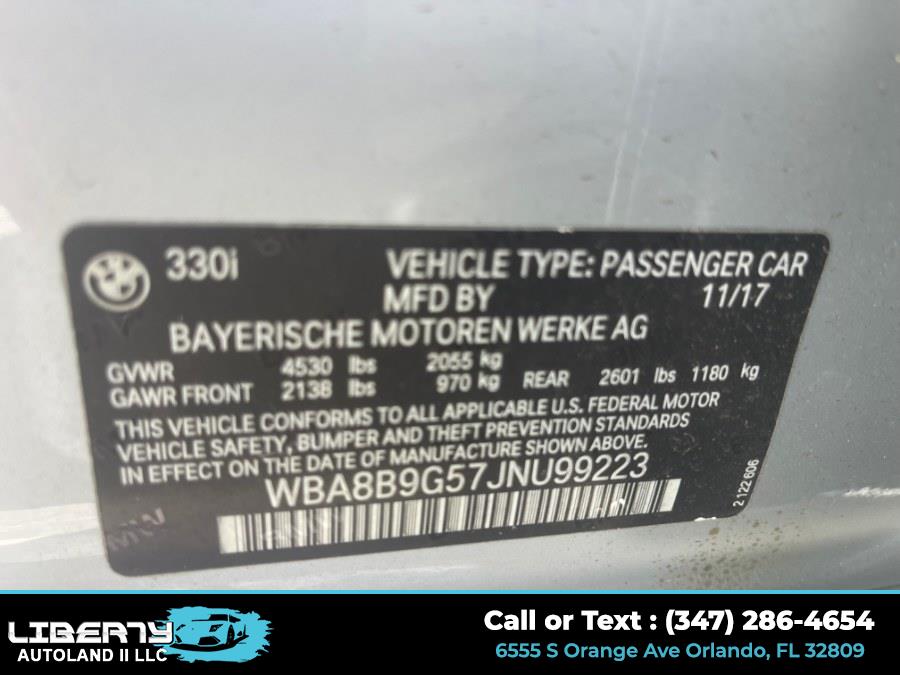 330i VEHICLE TYPE: PASSENGER CAR
MFD BY 11/17
BAYERISCHE MOTOREN WERKE AG
GVWR 4530 lbs 2055 kg
GAWR FRONT 2138 lbs 970 kg REAR 2601 lbs 1180 kg
THIS VEHICLE CONFORMS TO ALL APPLICABLE U.S. FEDERAL MOTOR
VEHICLE SAFETY, BUMPER AND THEFT PREVENTION STANDARDS
IN EFFECT ON THE DATE OF MANUFACTURE SHOWN ABOVE.
WBA8B9G57JNU99223
2 122 606
LIBERTY
AUTOLAND II LLC
Call or Text : (347) 286-4654
6555 S Orange Ave Orlando, FL 32809